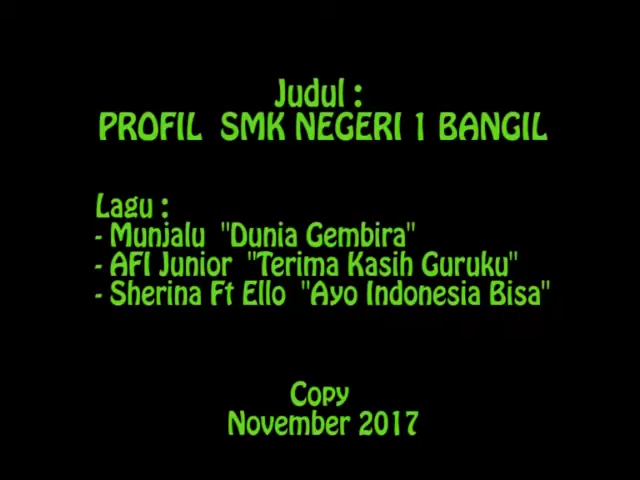 Judul :
PROFIL SMK NEGERI 1 BANGIL
Lagu :
- Munjalu "Dunia Gembira"
- AFI Junior "Terima Kasih Guruku"
- Sherina Ft Ello "Ayo Indonesia Bisa"
Copy
November 2017